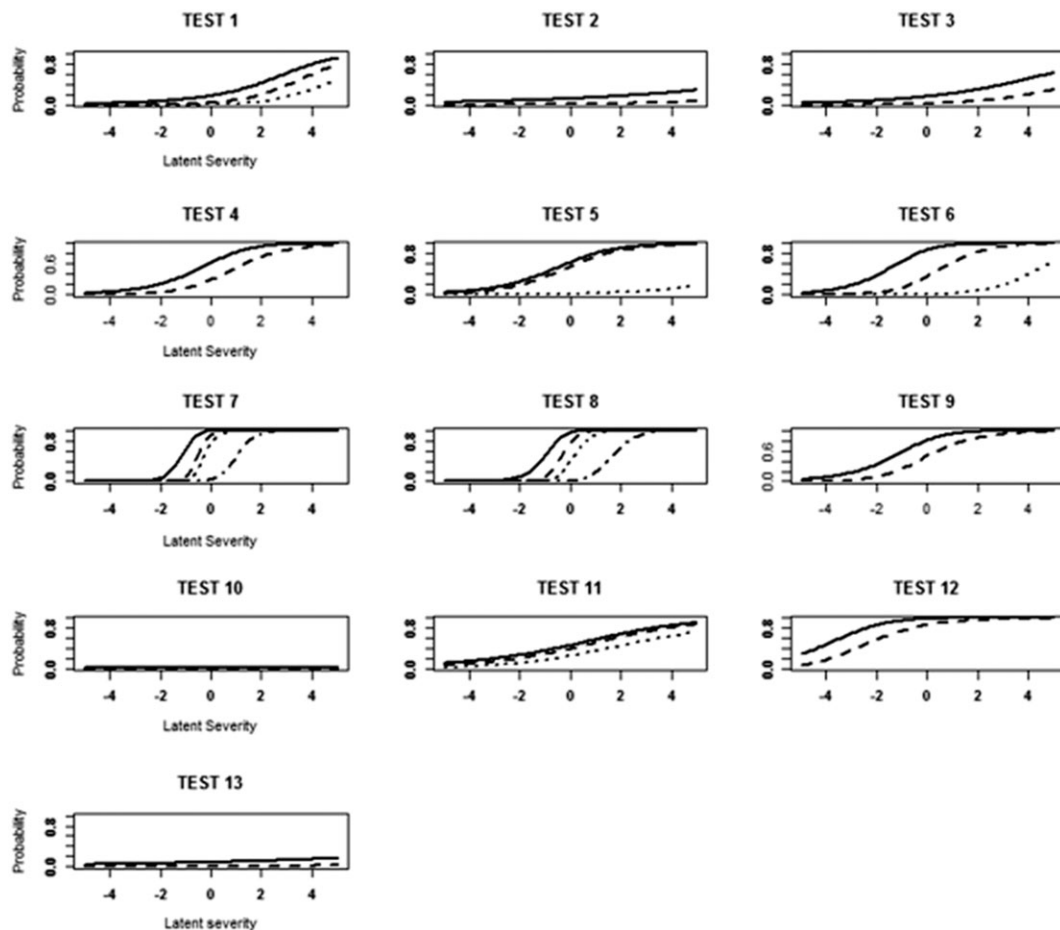 TEST 1
TEST 2
TEST 3
Probability
0.0 0.8
0.0 0.8
0.0 0.8
-4 -2 0 2 4
-4 -2 0 2 4
-4 -2 0 2 4
Latent Severity
TEST 4
TEST 5
TEST 6
Probability
0.0 0.6
0.0 0.8
0.0 0.8
-4 -2 0 2 4
-4 -2 0 2 4
-4 -2 0 2 4
Latent Severity
TEST 7
TEST 8
TEST 9
Probability
0.0 0.8
0.0 0.8
0.0 0.6
-4 -2 0 2 4
-4 -2 0 2 4
-4 -2 0 2 4
Latent Severity
TEST 10
TEST 11
TEST 12
Probability
0.0 0.8
0.0 0.8
0.0 0.8
-4 -2 0 2 4
-4 -2 0 2 4
-4 -2 0 2 4
Latent Severity
TEST 13
Probability
0.0 0.8
-4 -2 0 2 4
Latent severity